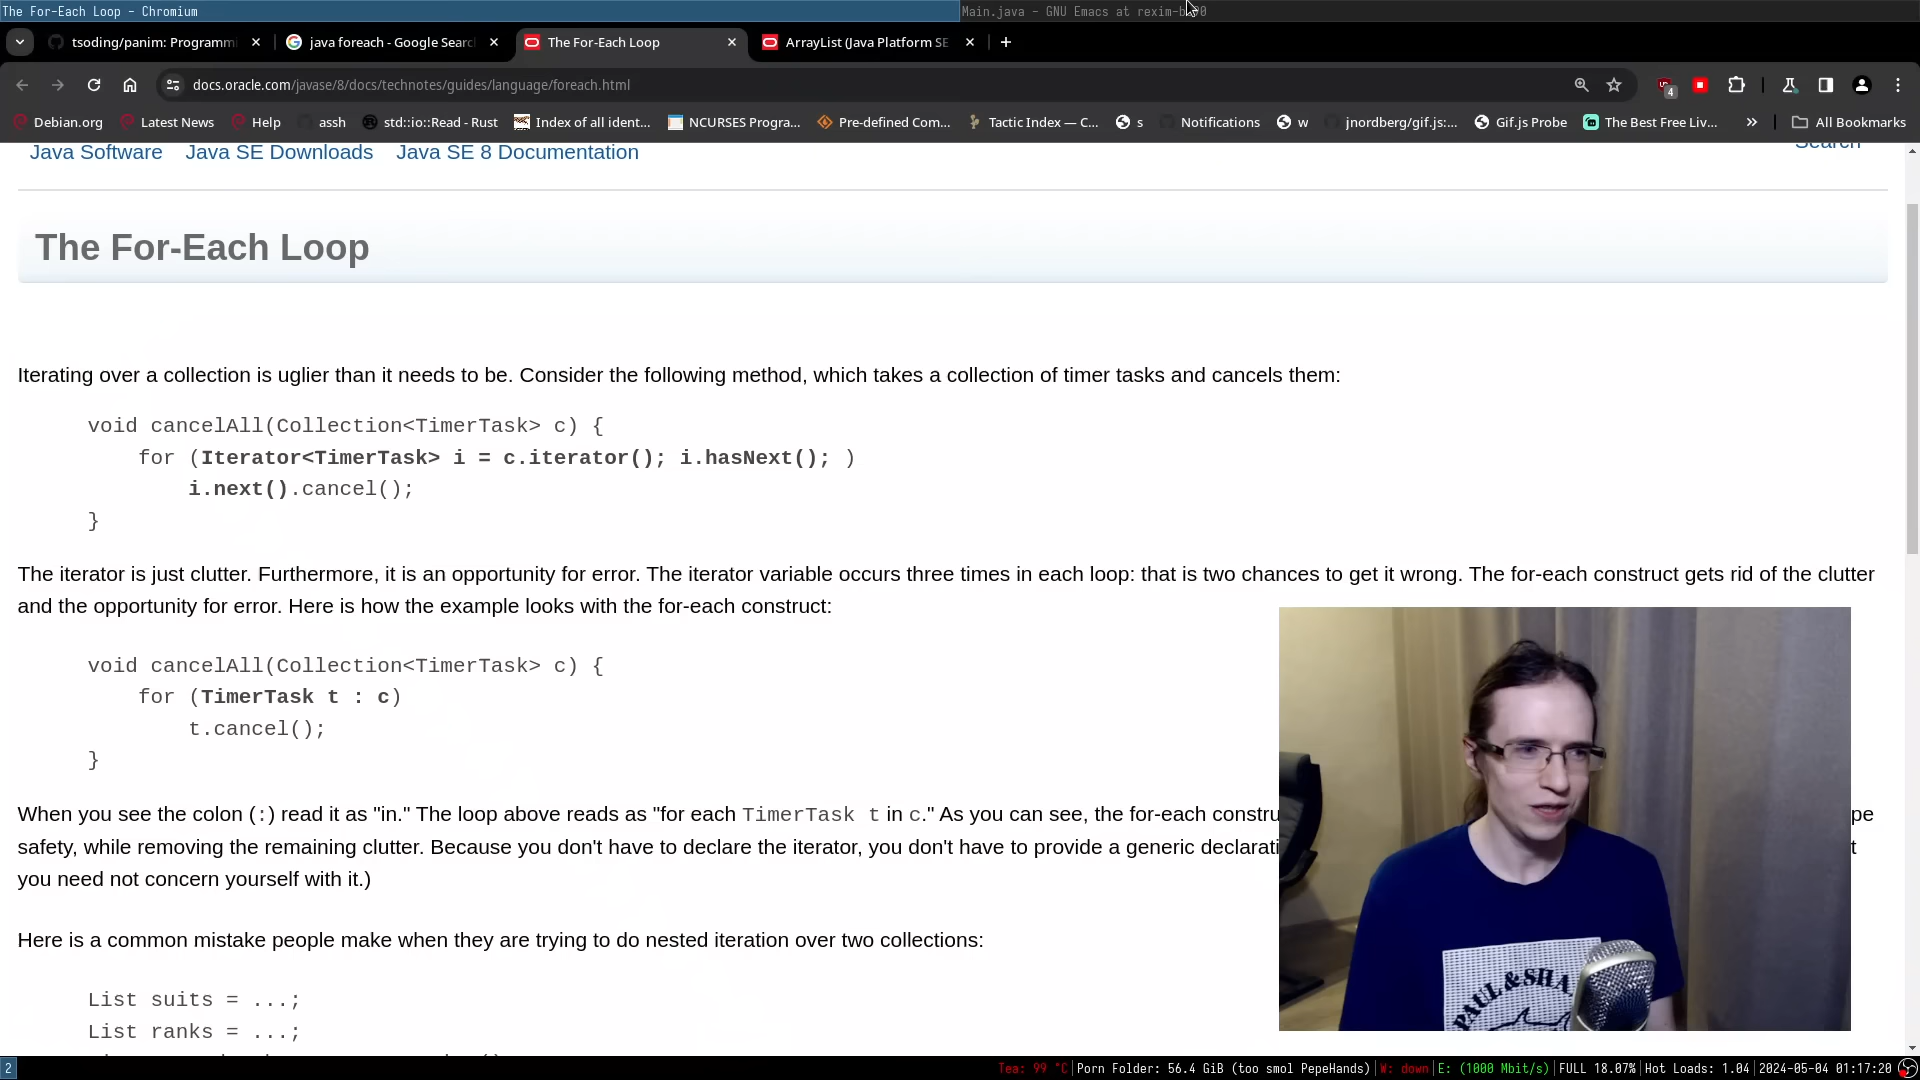 The For-Each Loop - Chromium
Main.java - GNU Emacs at rexim-b
tsoding/panim: Programmi
java foreach - Google Searc
The For-Each Loop
ArrayList (Java Platform SE
docs.oracle.com/javase/8/docs/technotes/guides/language/foreach.html
4
Debian.org
Latest News
Help
assh
std::io::Read - Rust
Index of all ident...
NCURSES Progra...
Pre-defined Com...
Tactic Index — C...
s
Notifications
w
jnordberg/gif.js:...
Gif.js Probe
The Best Free Liv...
All Bookmarks
Java Software Java SE Downloads Java SE 8 Documentation
Search
The For-Each Loop
Iterating over a collection is uglier than it needs to be. Consider the following method, which takes a collection of timer tasks and cancels them:
void cancelAll(Collection<TimerTask> c) {
for (Iterator<TimerTask> i = c.iterator(); i.hasNext(); )
i.next().cancel();
}
The iterator is just clutter. Furthermore, it is an opportunity for error. The iterator variable occurs three times in each loop: that is two chances to get it wrong. The for-each construct gets rid of the clutter
and the opportunity for error. Here is how the example looks with the for-each construct:
void cancelAll(Collection<TimerTask> c) {
for (TimerTask t : c)
t.cancel();
}
When you see the colon (:) read it as "in." The loop above reads as "for each TimerTask t in c." As you can see, the for-each constru
pe
safety, while removing the remaining clutter. Because you don't have to declare the iterator, you don't have to provide a generic declarati
t
you need not concern yourself with it.)
Here is a common mistake people make when they are trying to do nested iteration over two collections:
List suits = ...;
List ranks = ...;
PAUL & SHA
2
Tea: 99 °C|Porn Folder: 56.4 GiB (too smol PepeHands)|W: down|E: (1000 Mbit/s)|FULL 18.07%|Hot Loads: 1.04|2024-05-04 01:17:20